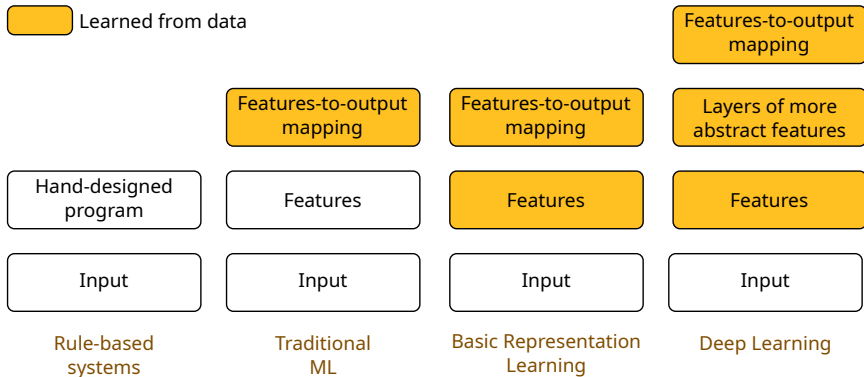 Learned from data
Features-to-output
mapping
Features-to-output
mapping
Features-to-output
mapping
Layers of more
abstract features
Hand-designed
program
Features
Features
Features
Input
Input
Input
Input
Rule-based
systems
Traditional
ML
Basic Representation
Learning
Deep Learning